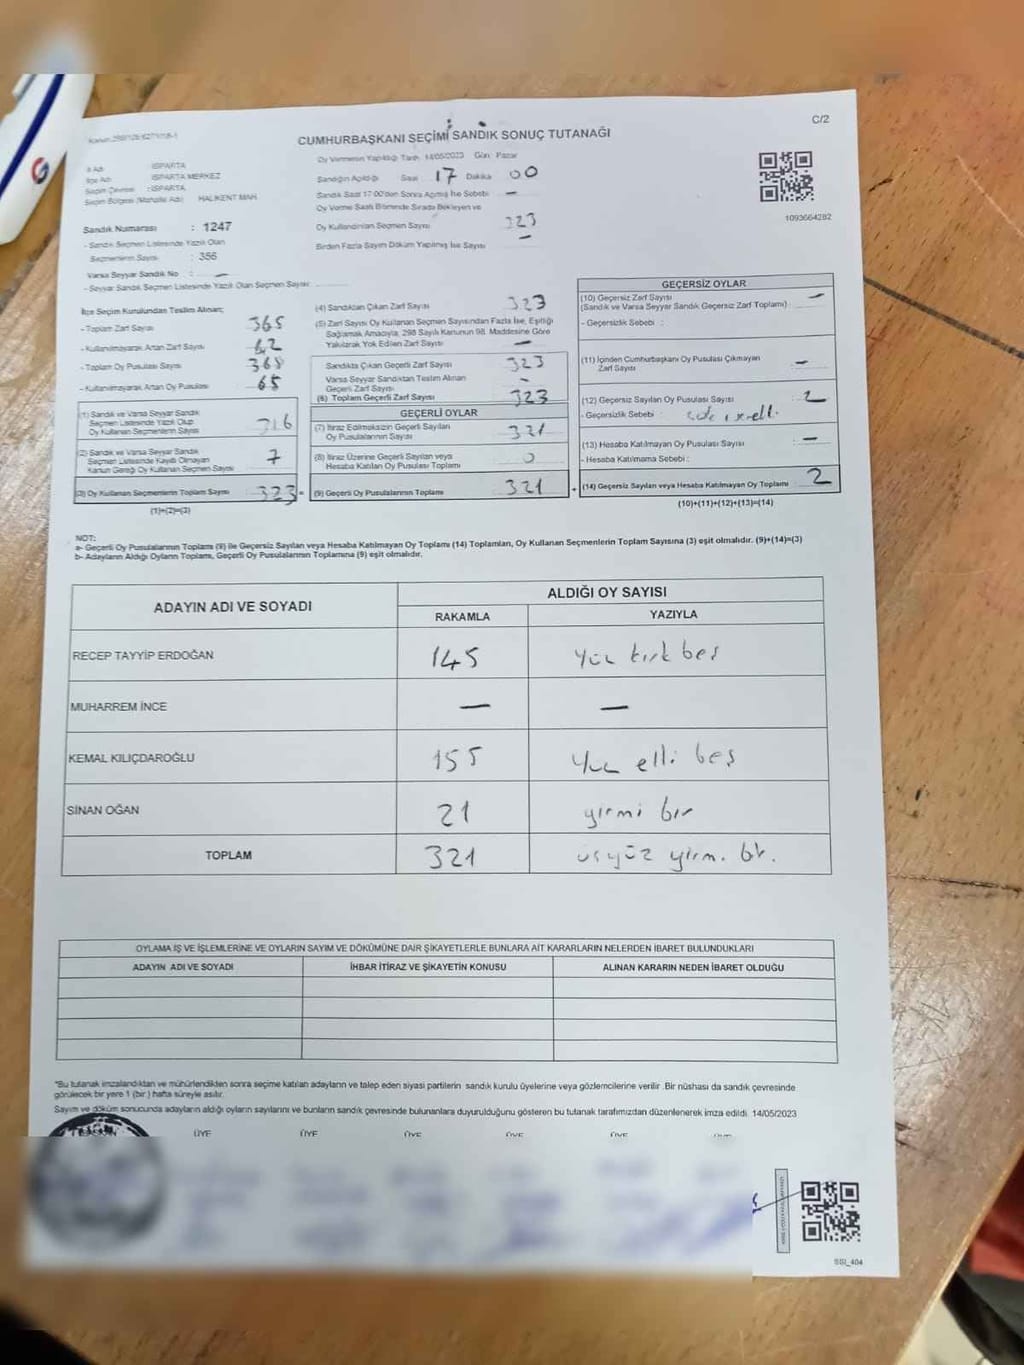 C/2
CUMHURBAŞKANI SEÇİMİ SANDIK SONUÇ TUTANAĞI
Oy Vermenin Yapıldığı Tarih 14/05/2023 Gün Pazar
İl Adı : ISPARTA
İlçe Adı : ISPARTA MERKEZ
Seçim Çevresi : ISPARTA
Seçim Bölgesi (Mahalle Adı) HALIKENT MAH.
Sandığın Açıldığı Saat 17 Dakika 00
Sandık Saat 17:00'den Sonra Açılmış İse Sebebi —
Oy Verme Saati Bitiminde Sırada Bekleyen ve
Oy Kullandırılan Seçmen Sayısı 323
Birden Fazla Sayım Döküm Yapılmış İse Sayısı —
1093664282
Sandık Numarası : 1247
- Sandık Seçmen Listesinde Yazılı Olan
Seçmenlerin Sayısı : 356
Varsa Seyyar Sandık No : —
- Seyyar Sandık Seçmen Listesinde Yazılı Olan Seçmen Sayısı
İlçe Seçim Kurulundan Teslim Alınan;
- Toplam Zarf Sayısı 365
- Kullanılmayarak Artan Zarf Sayısı 62
- Toplam Oy Pusulası Sayısı 368
- Kullanılmayarak Artan Oy Pusulası 65
(1) Sandık ve Varsa Seyyar Sandık
Seçmen Listesinde Yazılı Olup
Oy Kullanan Seçmenlerin Sayısı 316
(2) Sandık ve Varsa Seyyar Sandık
Seçmen Listesinde Kayıtlı Olmayan
Kanun Gereği Oy Kullanan Seçmen Sayısı 7
(3) Oy Kullanan Seçmenlerin Toplam Sayısı 323 =
(1)+(2)=(3)
(4) Sandıktan Çıkan Zarf Sayısı 323
(5) Zarf Sayısı Oy Kullanan Seçmen Sayısından Fazla İse, Eşitliği
Sağlamak Amacıyla, 298 Sayılı Kanunun 98. Maddesine Göre
Yakılarak Yok Edilen Zarf Sayısı —
Sandıkta Çıkan Geçerli Zarf Sayısı 323
Varsa Seyyar Sandıktan Teslim Alınan
Geçerli Zarf Sayısı -
(6) Toplam Geçerli Zarf Sayısı 323
GEÇERLİ OYLAR
(7) İtiraz Edilmeksizin Geçerli Sayılan
Oy Pusulasının Sayısı 321
(8) İtiraz Üzerine Geçerli Sayılan veya
Hesaba Katılan Oy Pusulası Toplamı 0
(9) Geçerli Oy Pusulalarının Toplamı 321 +
GEÇERSİZ OYLAR
(10) Geçersiz Zarf Sayısı
(Sandık ve Varsa Seyyar Sandık Geçersiz Zarf Toplamı) —
- Geçersizlik Sebebi :
(11) İçinden Cumhurbaşkanı Oy Pusulası Çıkmayan
Zarf Sayısı : —
(12) Geçersiz Sayılan Oy Pusulası Sayısı : 2
- Geçersizlik Sebebi :
(13) Hesaba Katılmayan Oy Pusulası Sayısı : —
- Hesaba Katılmama Sebebi :
(14) Geçersiz Sayılan veya Hesaba Katılmayan Oy Toplamı : 2
(10)+(11)+(12)+(13)=(14)
NOT:
a- Geçerli Oy Pusulalarının Toplamı (9) ile Geçersiz Sayılan veya Hesaba Katılmayan Oy Toplamı (14) Toplamları, Oy Kullanan Seçmenlerin Toplam Sayısına (3) eşit olmalıdır. (9)+(14)=(3)
b- Adayların Aldığı Oyların Toplamı, Geçerli Oy Pusulalarının Toplamına (9) eşit olmalıdır.
ADAYIN ADI VE SOYADI ALDIĞI OY SAYISI
RAKAMLA YAZIYLA
RECEP TAYYİP ERDOĞAN 145 Yüz kırk beş
MUHARREM İNCE — —
KEMAL KILIÇDAROĞLU 155 Yüz elli beş
SİNAN OĞAN 21 yirmi bir
TOPLAM 321 üçyüz yirmi bir.
OYLAMA İŞ VE İŞLEMLERİNE VE OYLARIN SAYIM VE DÖKÜMÜNE DAİR ŞİKAYETLERLE BUNLARA AİT KARARLARIN NELERDEN İBARET BULUNDUKLARI
ADAYIN ADI VE SOYADI İHBAR İTİRAZ VE ŞİKAYETİN KONUSU ALINAN KARARIN NEDEN İBARET OLDUĞU
*Bu tutanak imzalandıktan ve mühürlendikten sonra seçime katılan adayların ve talep eden siyasi partilerin sandık kurulu üyelerine veya gözlemcilerine verilir. Bir nüshası da sandık çevresinde
görülecek bir yere 1 (bir) hafta süreyle asılır.
Sayım ve döküm sonucunda adayların aldığı oyların sayılarını ve bunların sandık çevresinde bulunanlara duyurulduğunu gösteren bu tutanak tarafımızdan düzenlenerek imza edildi. 14/05/2023
ÜYE ÜYE ÜYE ÜYE ÜYE
SSI_404